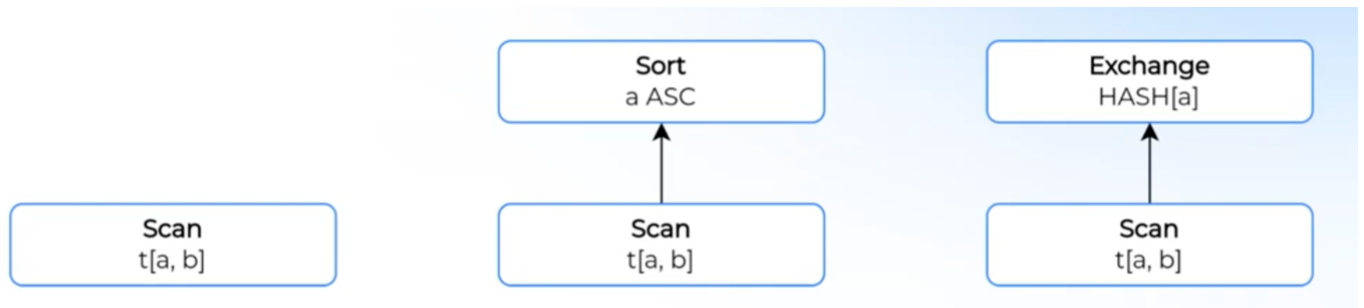 Sort
a ASC
Exchange
HASH[a]
Scan
t[a, b]
Scan
t[a, b]
Scan
t[a, b]